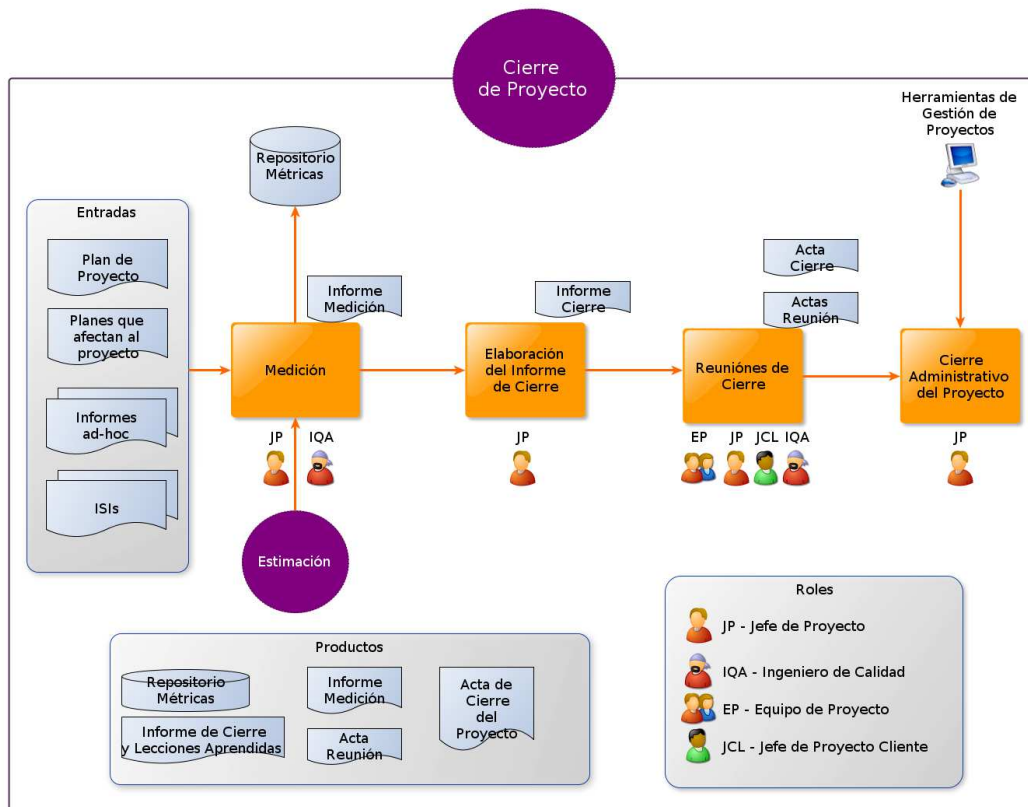 Cierre
de Proyecto
Herramientas de
Gestión de
Proyectos
Repositorio
Métricas
Entradas
Plan de
Proyecto
Planes que
afectan al
proyecto
Informes
ad-hoc
ISIs
Informe
Medición
Medición
JP
IQA
Estimación
Informe
Cierre
Elaboración
del Informe
de Cierre
JP
Acta
Cierre
Actas
Reunión
Reuniónes de
Cierre
EP
JP
JCL
IQA
Cierre
Administrativo
del Proyecto
JP
Productos
Repositorio
Métricas
Informe de Cierre
y Lecciones Aprendidas
Informe
Medición
Acta
Reunión
Acta de
Cierre
del
Proyecto
Roles
JP - Jefe de Proyecto
IQA - Ingeniero de Calidad
EP - Equipo de Proyecto
JCL - Jefe de Proyecto Cliente